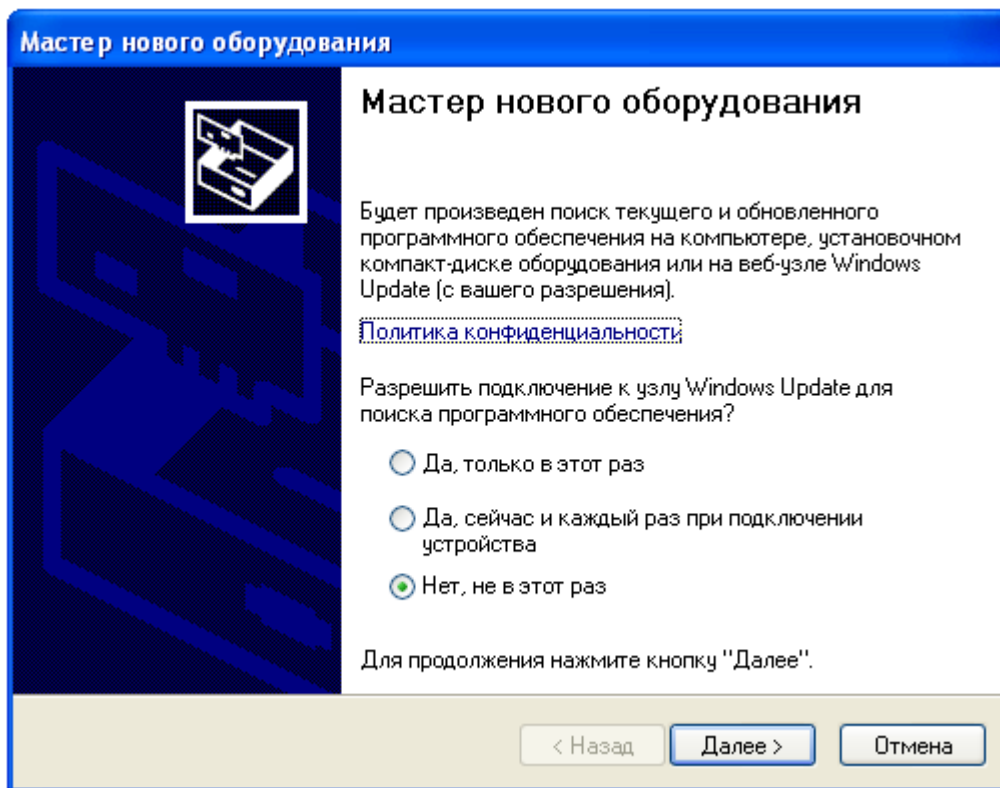 Мастер нового оборудования
Мастер нового оборудования
Будет произведен поиск текущего и обновленного
программного обеспечения на компьютере, установочном
компакт-диске оборудования или на веб-узле Windows
Update (с вашего разрешения).
Политика конфиденциальности
Разрешить подключение к узлу Windows Update для
поиска программного обеспечения?
Да, только в этот раз
Да, сейчас и каждый раз при подключении
устройства
Нет, не в этот раз
Для продолжения нажмите кнопку "Далее".
< Назад Далее > Отмена